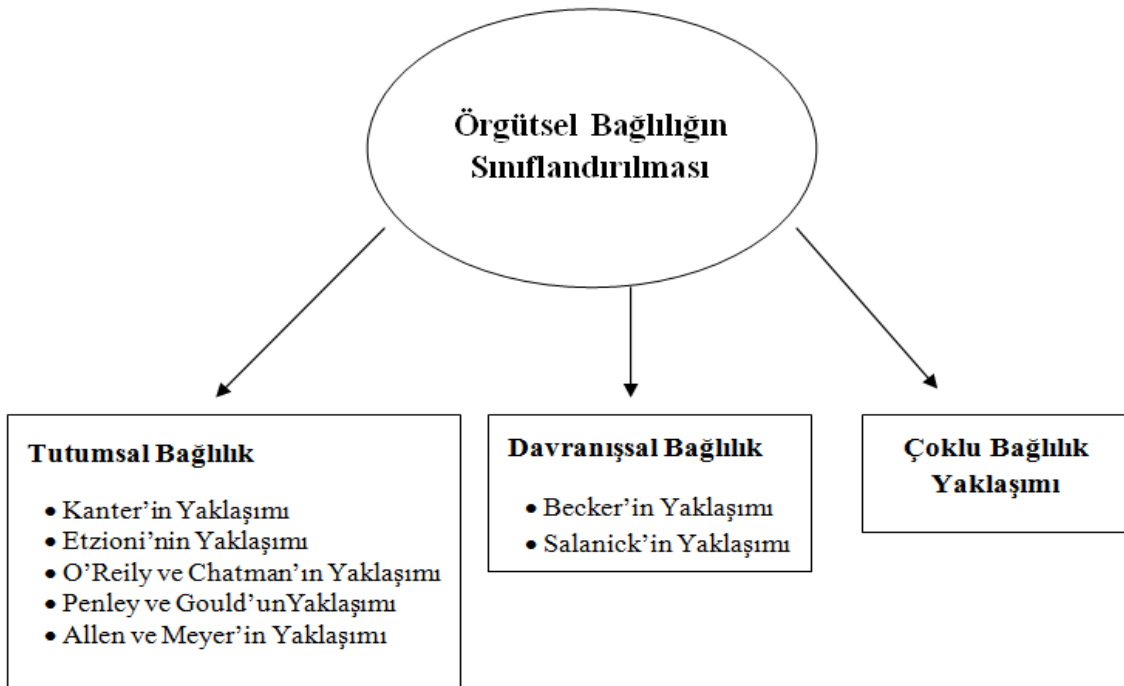 Örgütsel Bağlılığın
Sınıflandırılması
Tutumsal Bağlılık
• Kanter’in Yaklaşımı
• Etzioni’nin Yaklaşımı
• O’Reily ve Chatman’ın Yaklaşımı
• Penley ve Gould’unYaklaşımı
• Allen ve Meyer’in Yaklaşımı
Davranışsal Bağlılık
• Becker’in Yaklaşımı
• Salanick’in Yaklaşımı
Çoklu Bağlılık
Yaklaşımı